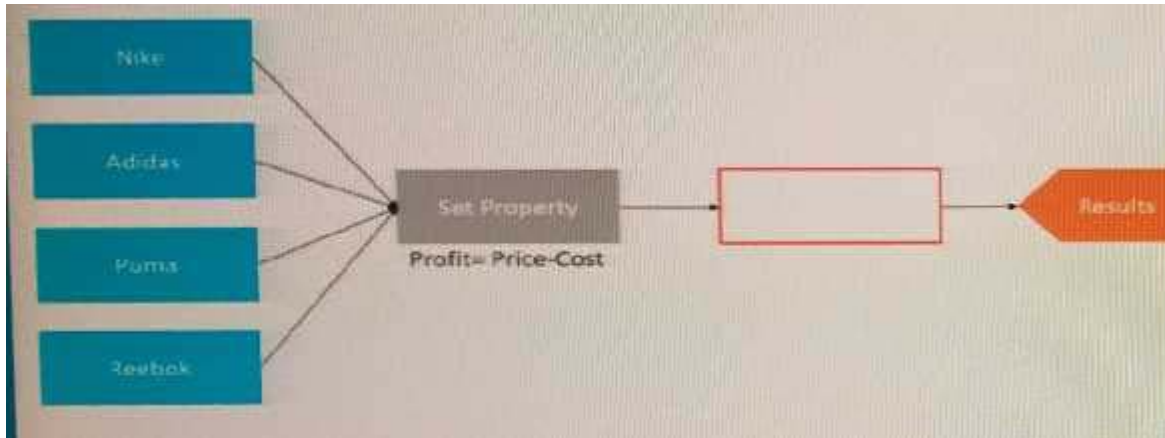 Nike
Adidas
Puma
Reebok
Set Property
Profit= Price-Cost
Results